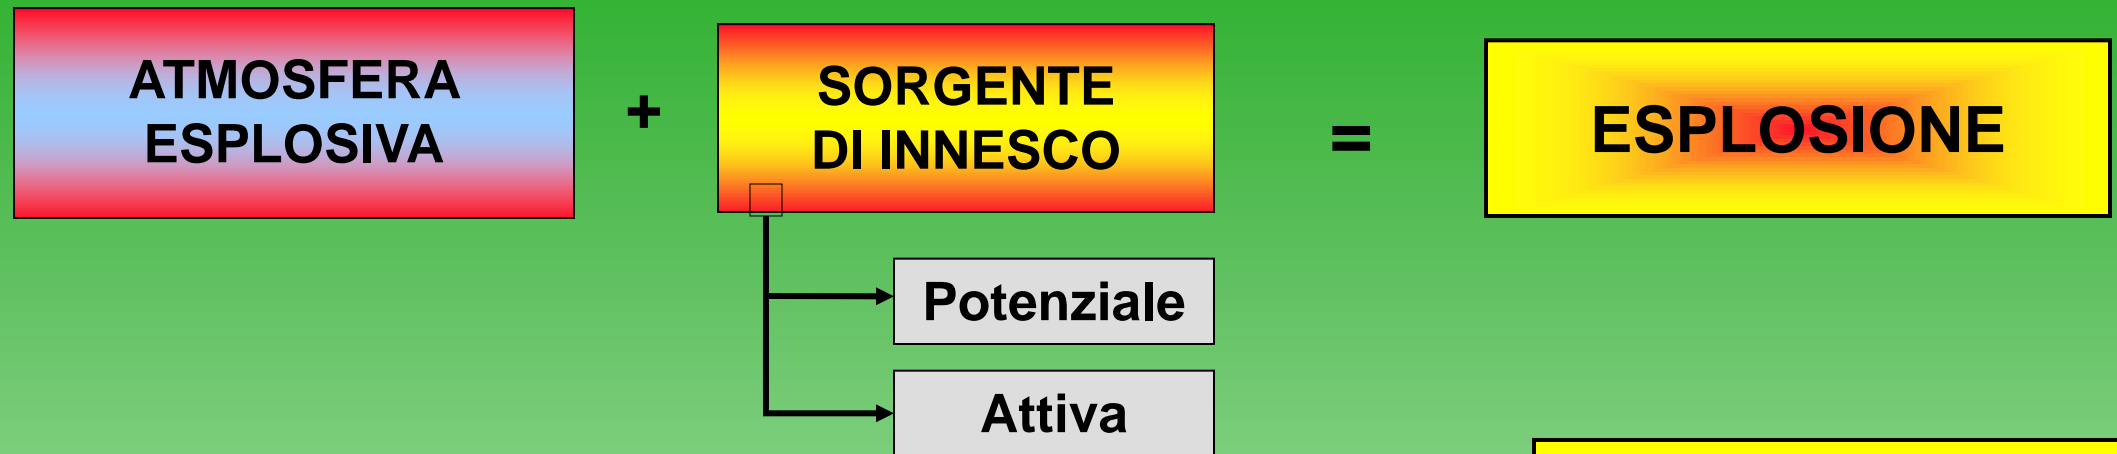 ATMOSFERA
ESPLOSIVA
+
SORGENTE
DI INNESCO
=
ESPLOSIONE
Potenziale
Attiva